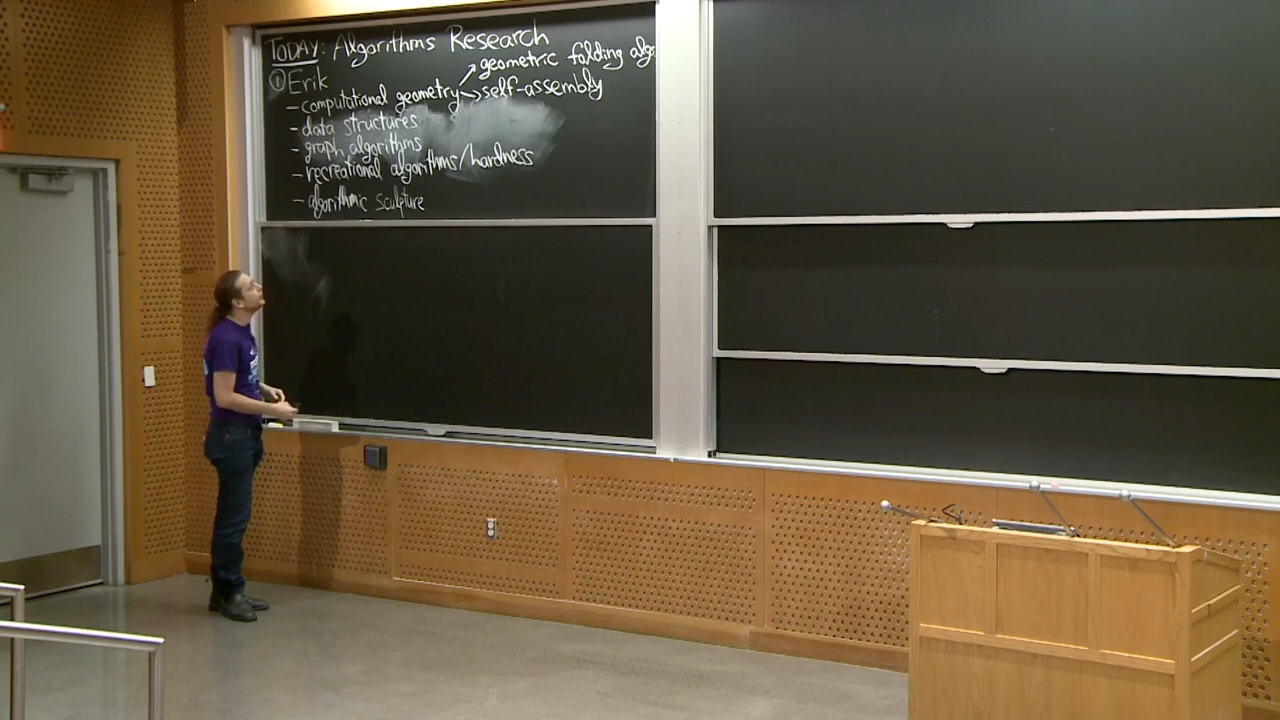 TODAY: Algorithms Research
① Erik
- computational geometry → geometric folding algs.
→ self-assembly
- data structures
- graph algorithms
- recreational algorithms/hardness
- algorithmic sculpture